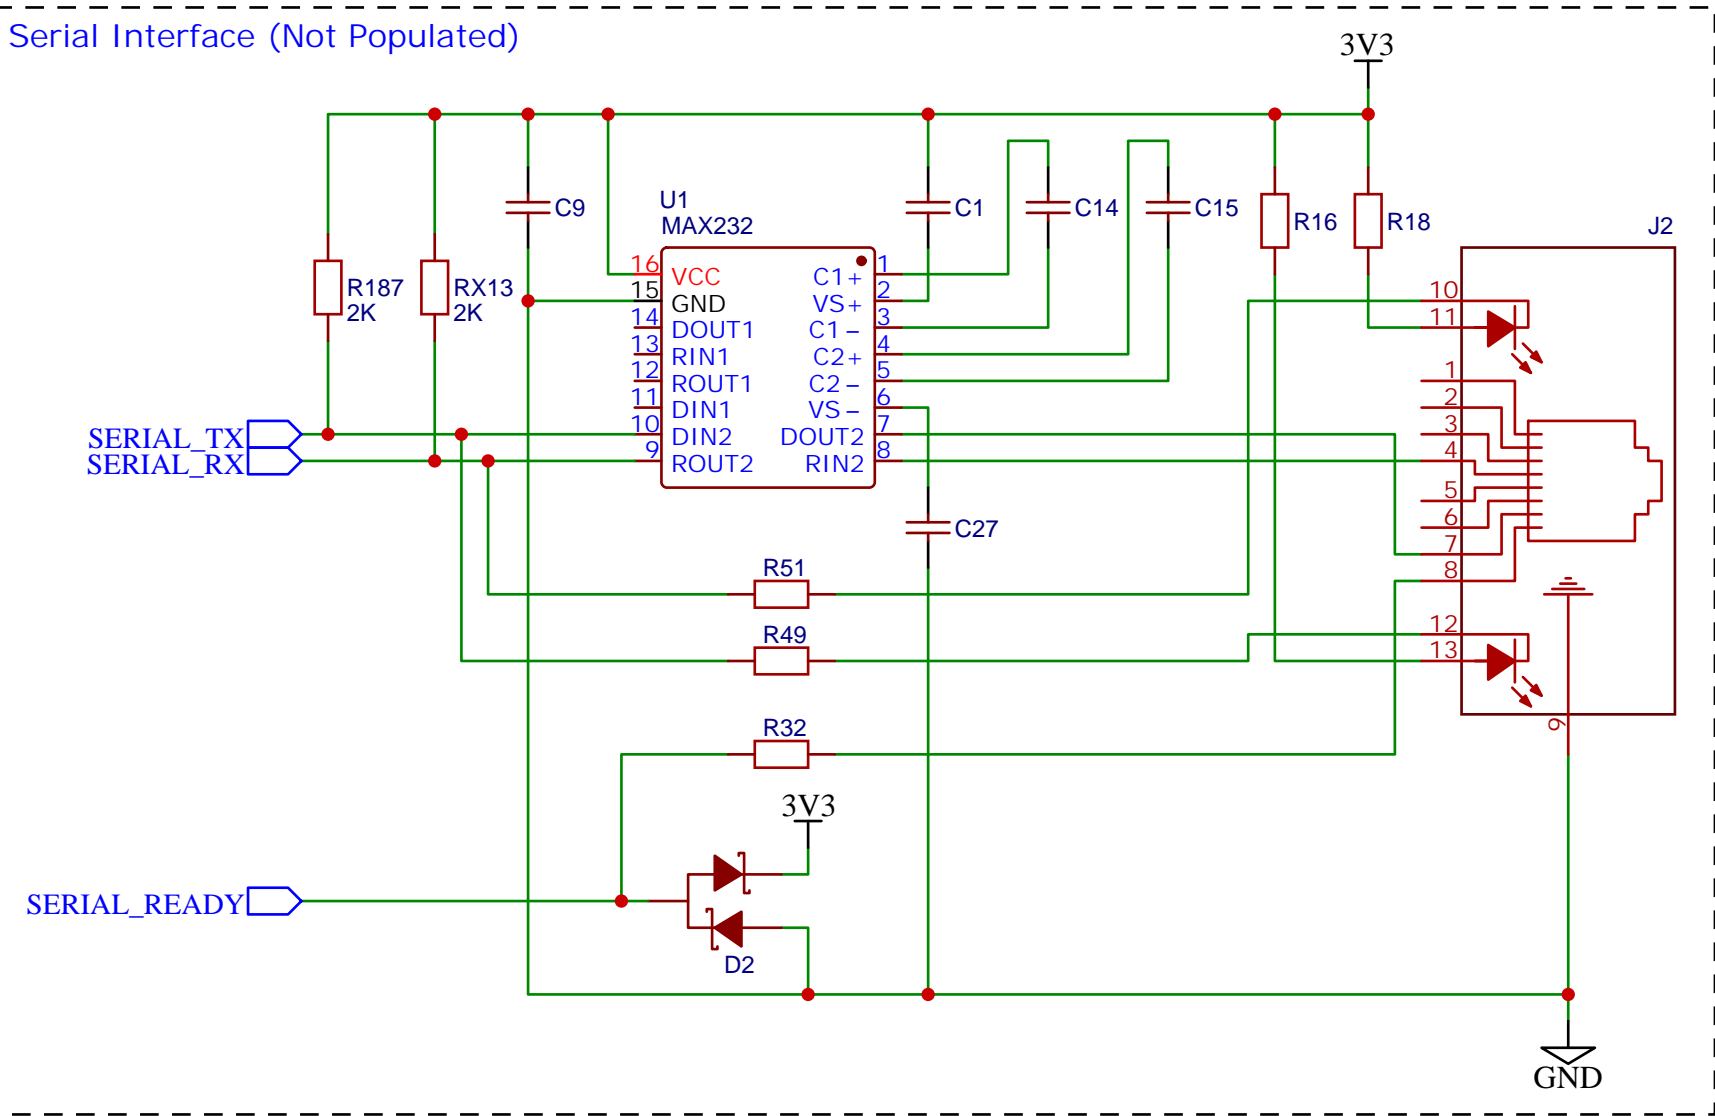 Serial Interface (Not Populated)
3V3
C9
U1
MAX232
C1
C14
C15
R16
R18
J2
R187
2K
RX13
2K
16 VCC C1+ 1
15 GND VS+ 2
14 DOUT1 C1− 3
13 RIN1 C2+ 4
12 ROUT1 C2− 5
11 DIN1 VS− 6
10 DIN2 DOUT2 7
9 ROUT2 RIN2 8
10
11
1
2
3
4
5
6
7
8
12
13
9
SERIAL_TX
SERIAL_RX
C27
R51
R49
R32
3V3
SERIAL_READY
D2
GND